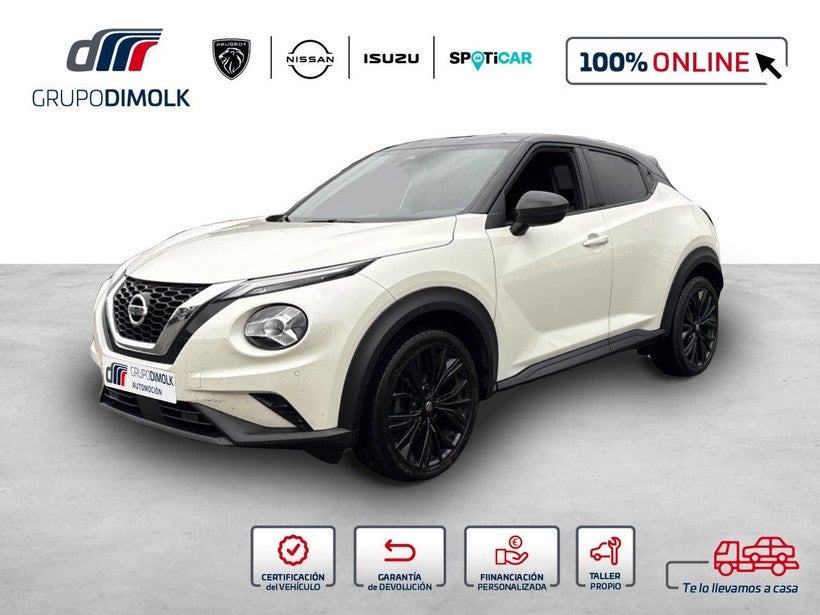 GRUPODIMOLK
PEUGEOT
NISSAN
ISUZU
SPOTiCAR
100% ONLINE
NISSAN
GRUPODIMOLK
AUTOMOCIÓN
CERTIFICACIÓN
del VEHÍCULO
GARANTÍA
de DEVOLUCIÓN
FIINANCIACIÓN
PERSONALIZADA
TALLER
PROPIO
Te lo llevamos a casa